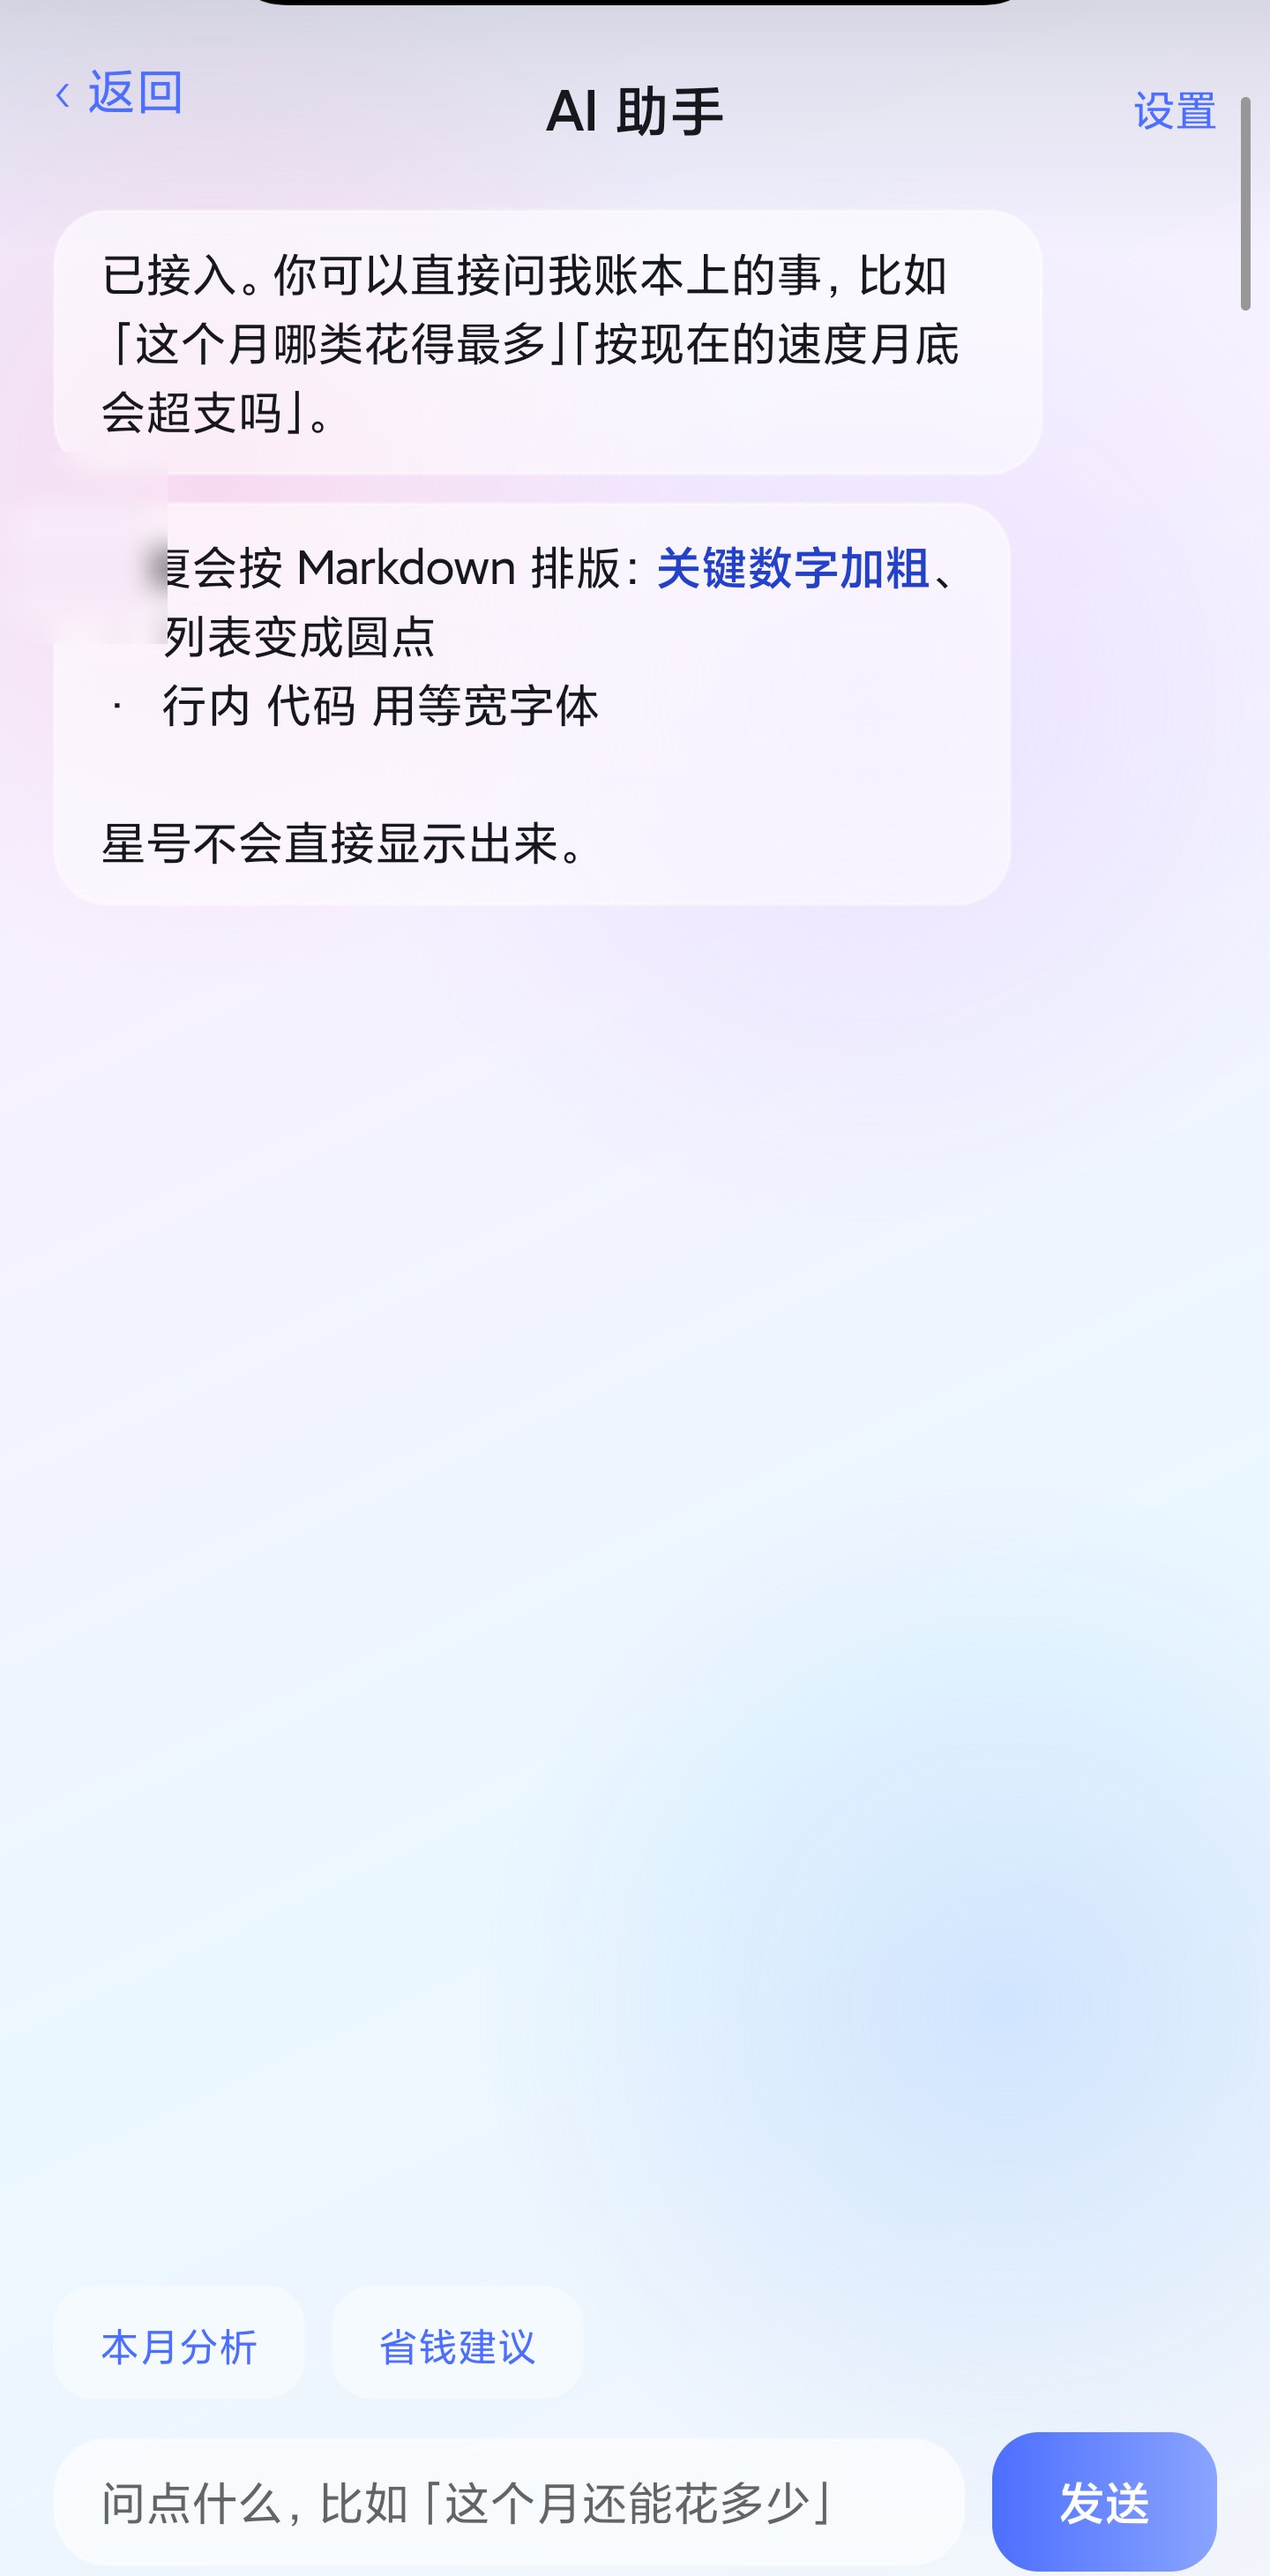 ‹ 返回
AI 助手
设置
已接入。你可以直接问我账本上的事，比如
「这个月哪类花得最多」「按现在的速度月底
会超支吗」。
会按 Markdown 排版：关键数字加粗、
列表变成圆点
· 行内 代码 用等宽字体
星号不会直接显示出来。
本月分析
省钱建议
问点什么，比如「这个月还能花多少」
发送